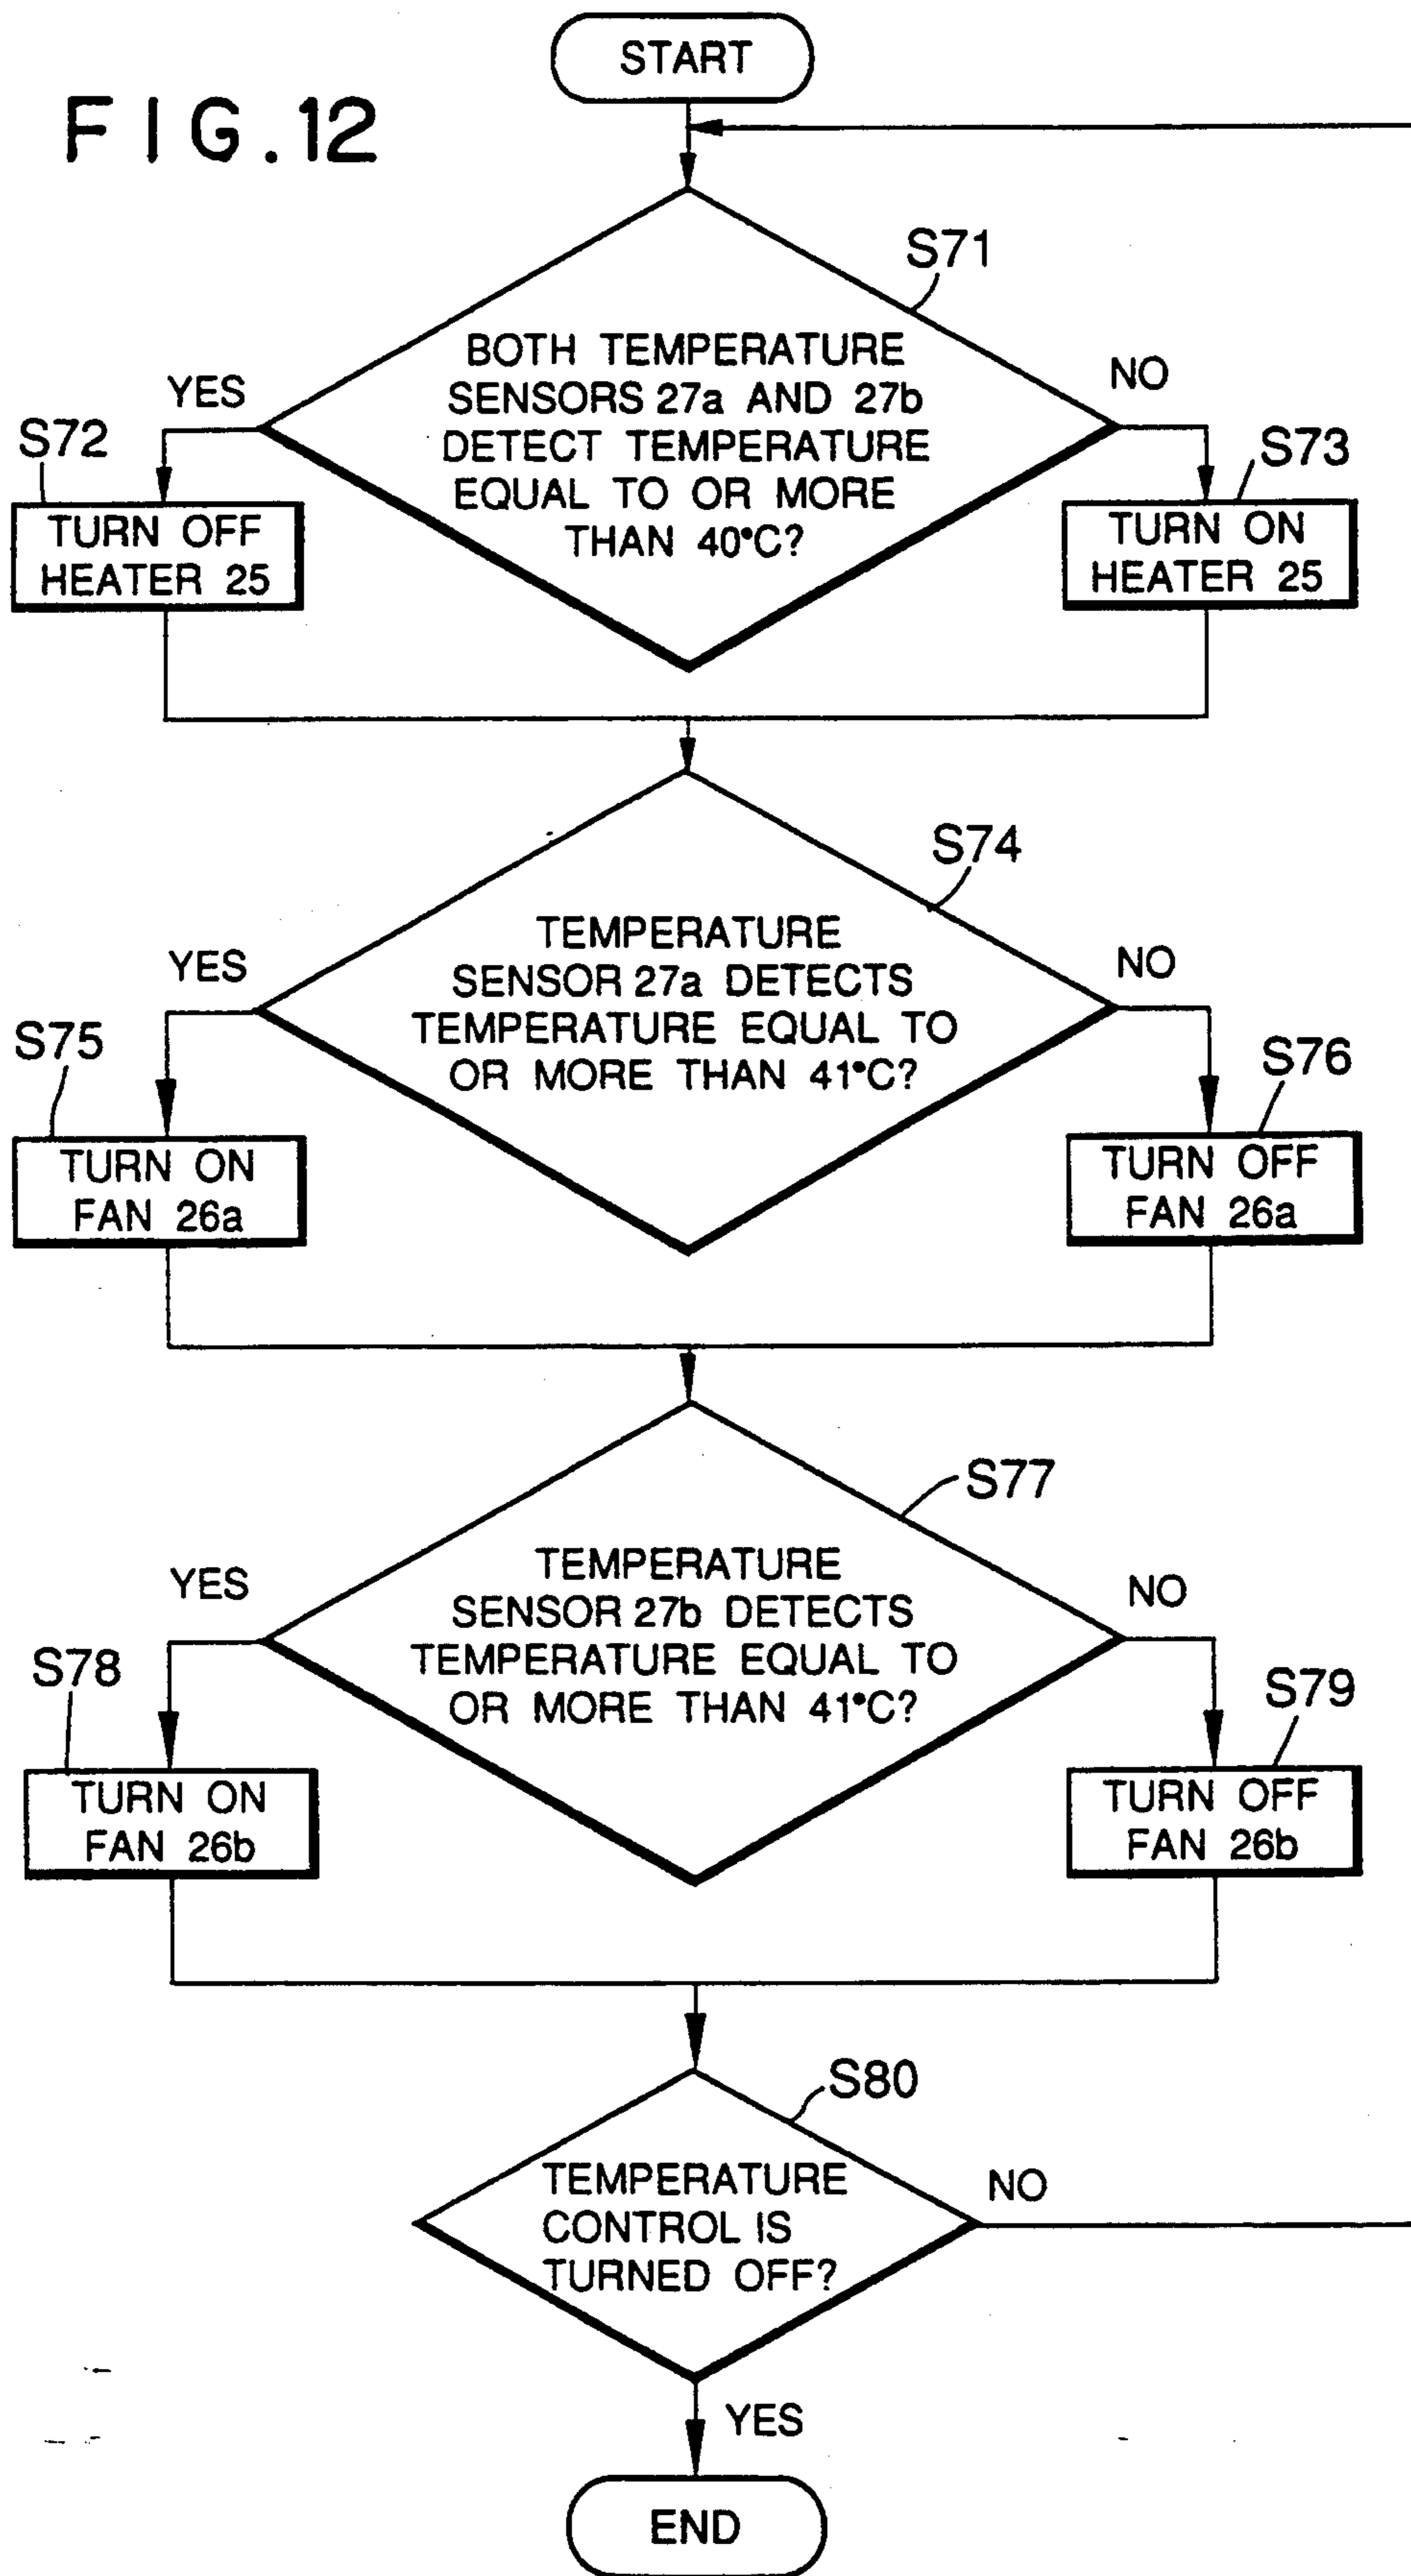 START
FIG.12
S71
BOTH TEMPERATURE
SENSORS 27a AND 27b
DETECT TEMPERATURE
EQUAL TO OR MORE
THAN 40°C?
YES
NO
S72
TURN OFF
HEATER 25
S73
TURN ON
HEATER 25
S74
TEMPERATURE
SENSOR 27a DETECTS
TEMPERATURE EQUAL TO
OR MORE THAN 41°C?
YES
NO
S75
TURN ON
FAN 26a
S76
TURN OFF
FAN 26a
S77
TEMPERATURE
SENSOR 27b DETECTS
TEMPERATURE EQUAL TO
OR MORE THAN 41°C?
YES
NO
S78
TURN ON
FAN 26b
S79
TURN OFF
FAN 26b
S80
TEMPERATURE
CONTROL IS
TURNED OFF?
NO
YES
END